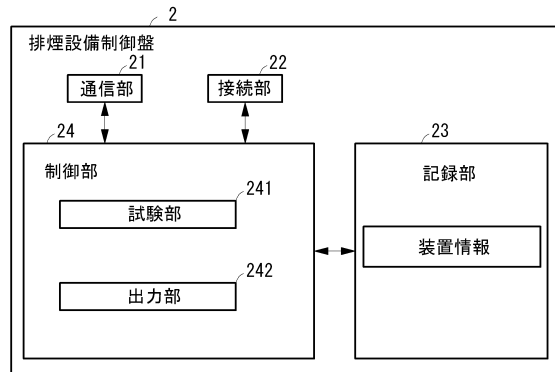 2
排煙設備制御盤
21
通信部
22
接続部
24
制御部
241
試験部
242
出力部
23
記録部
装置情報